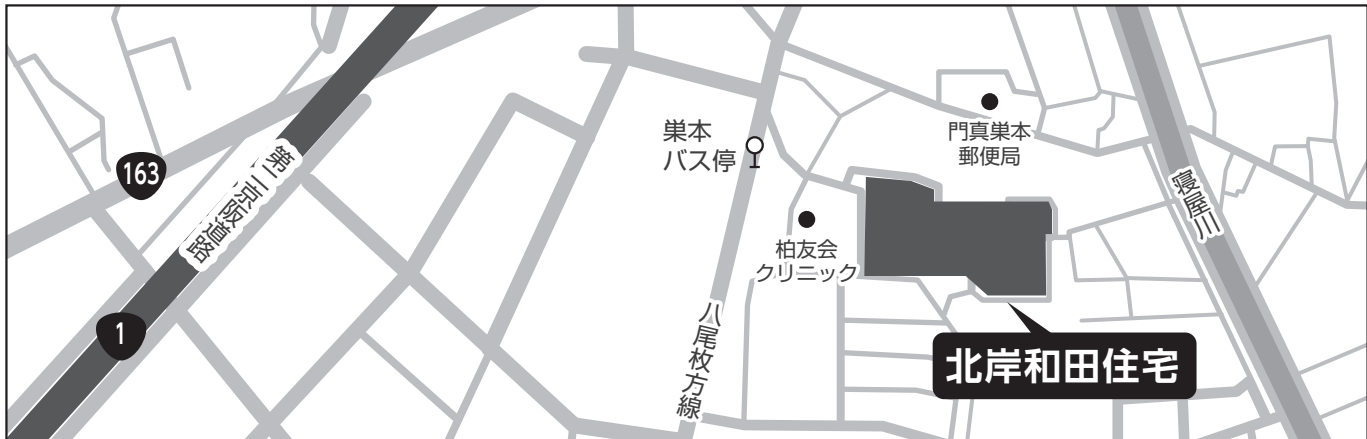 163
第二京阪道路
1
巣本
バス停
八尾枚方線
柏友会
クリニック
門真巣本
郵便局
寝屋川
北岸和田住宅